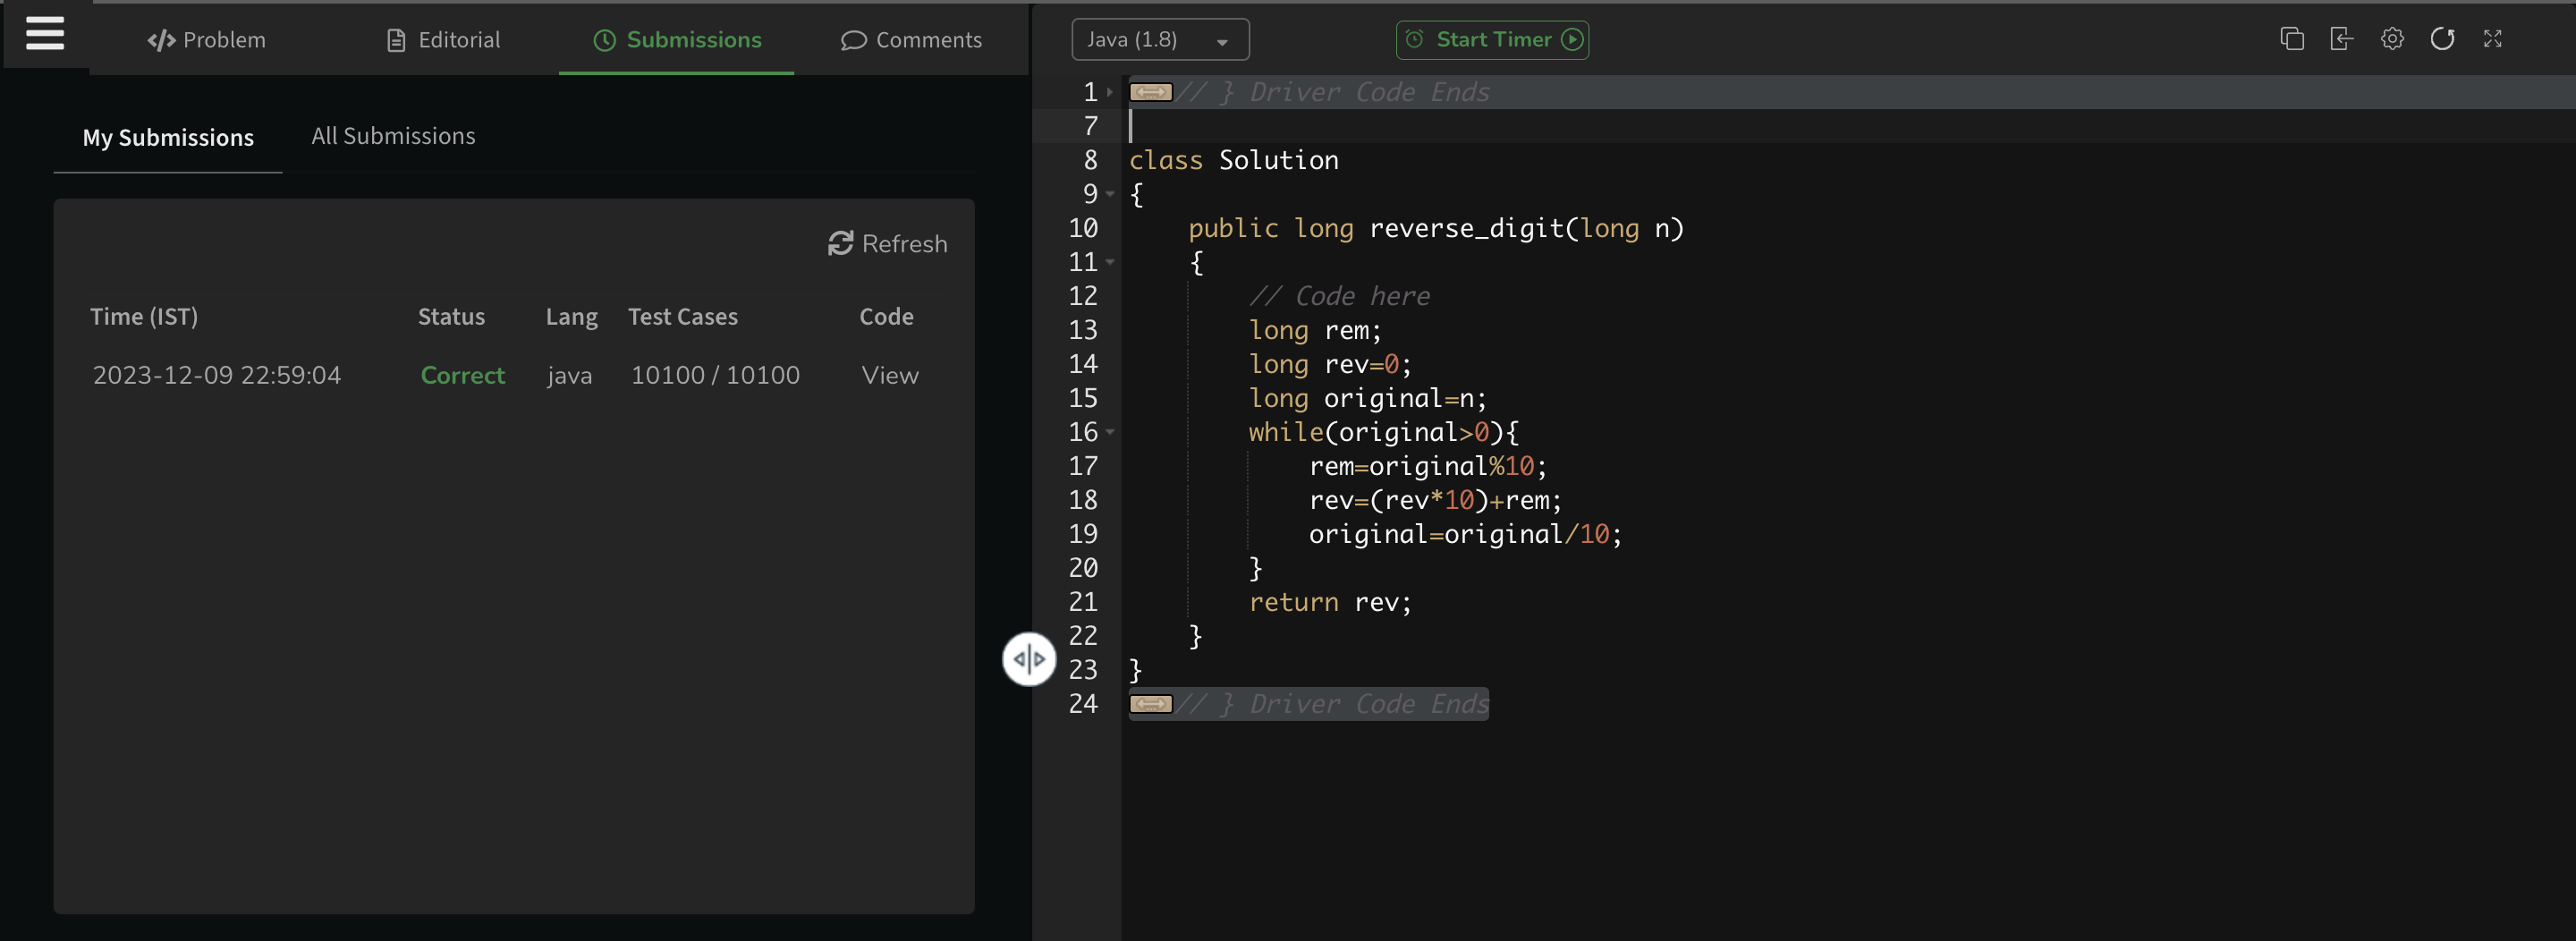 Problem Editorial Submissions Comments
My Submissions All Submissions
Refresh
Time (IST) Status Lang Test Cases Code
2023-12-09 22:59:04 Correct java 10100 / 10100 View
Java (1.8) Start Timer
1 // } Driver Code Ends
7
8 class Solution
9 {
10     public long reverse_digit(long n)
11     {
12         // Code here
13         long rem;
14         long rev=0;
15         long original=n;
16         while(original>0){
17             rem=original%10;
18             rev=(rev*10)+rem;
19             original=original/10;
20         }
21         return rev;
22     }
23 }
24 // } Driver Code Ends